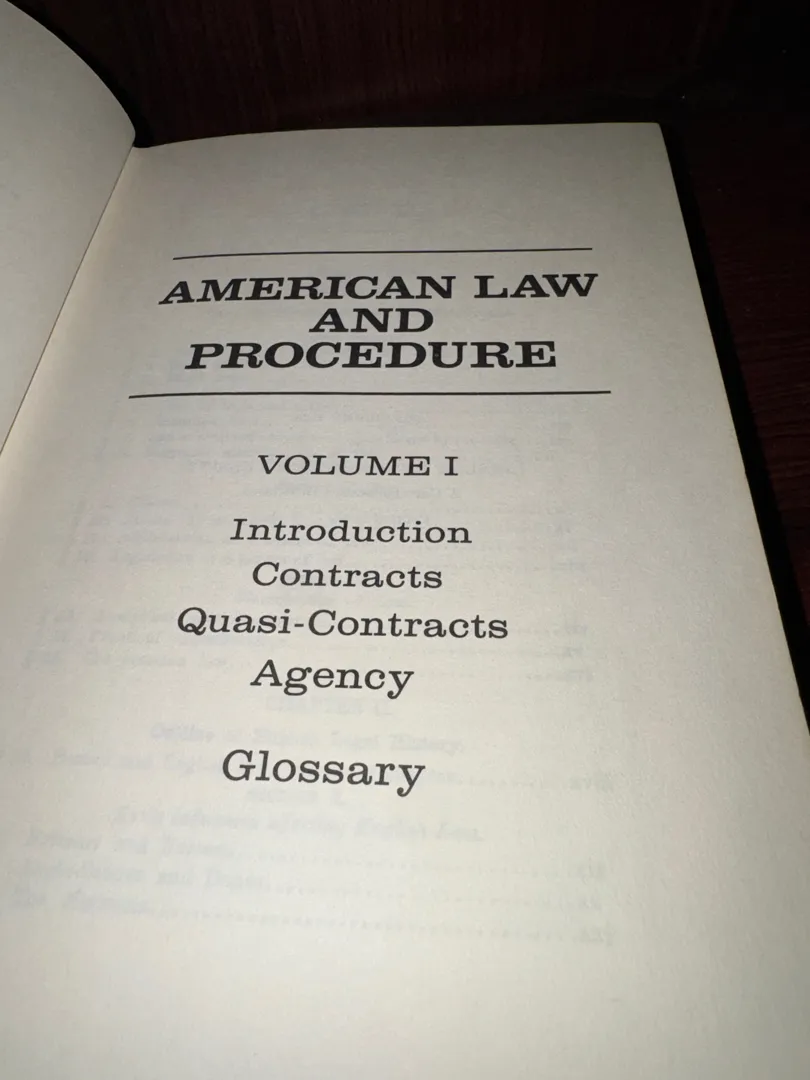 AMERICAN LAW
AND
PROCEDURE
VOLUME I
Introduction
Contracts
Quasi-Contracts
Agency
Glossary